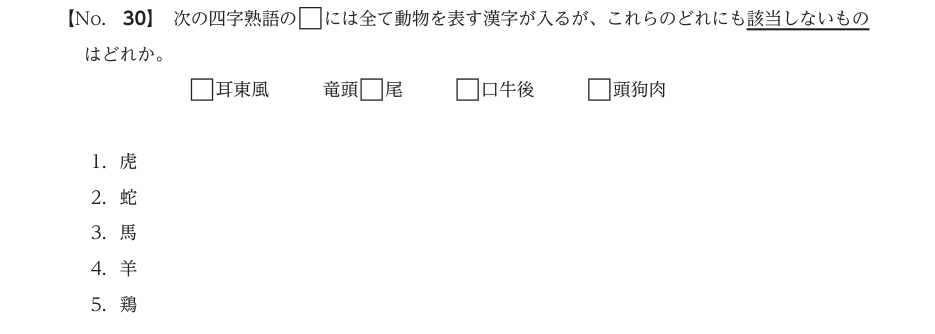 【No. 30】 次の四字熟語の□には全て動物を表す漢字が入るが、これらのどれにも該当しないもの
はどれか。
□耳東風 竜頭□尾 □口牛後 □頭狗肉
1. 虎
2. 蛇
3. 馬
4. 羊
5. 鶏